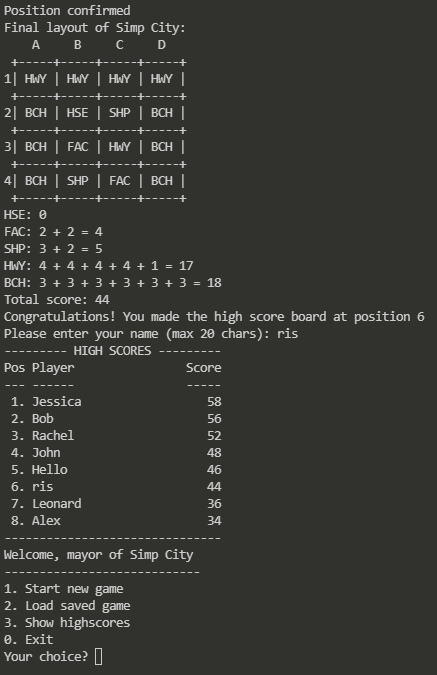 Position confirmed
Final layout of Simp City:
    A    B    C    D
 +-----+-----+-----+-----+
1| HWY | HWY | HWY | HWY |
 +-----+-----+-----+-----+
2| BCH | HSE | SHP | BCH |
 +-----+-----+-----+-----+
3| BCH | FAC | HWY | BCH |
 +-----+-----+-----+-----+
4| BCH | SHP | FAC | BCH |
 +-----+-----+-----+-----+
HSE: 0
FAC: 2 + 2 = 4
SHP: 3 + 2 = 5
HWY: 4 + 4 + 4 + 4 + 1 = 17
BCH: 3 + 3 + 3 + 3 + 3 + 3 = 18
Total score: 44
Congratulations! You made the high score board at position 6
Please enter your name (max 20 chars): ris
--------- HIGH SCORES ---------
Pos Player                Score
--- ------                -----
 1. Jessica                  58
 2. Bob                      56
 3. Rachel                   52
 4. John                     48
 5. Hello                    46
 6. ris                      44
 7. Leonard                  36
 8. Alex                     34
-------------------------------
Welcome, mayor of Simp City
----------------------------
1. Start new game
2. Load saved game
3. Show highscores
0. Exit
Your choice?